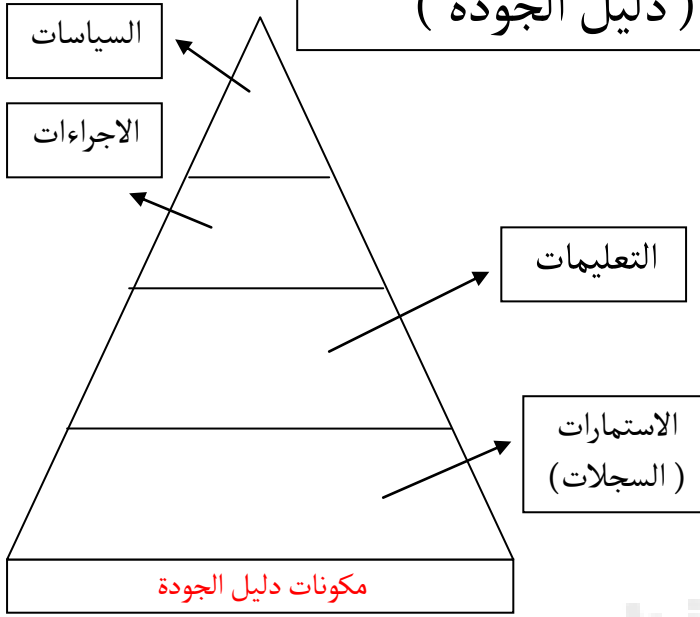 ( دليل الجودة )
السياسات
الاجراءات
التعليمات
الاستمارات
( السجلات)
مكونات دليل الجودة